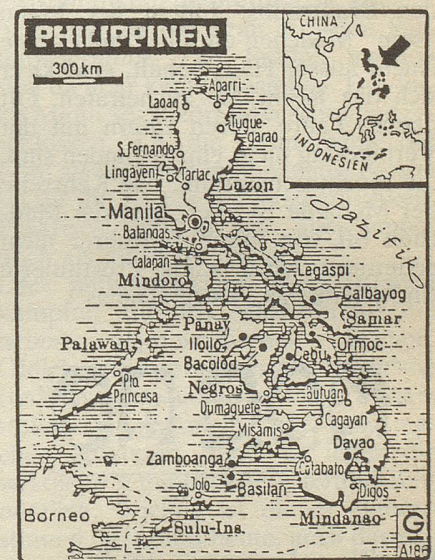 PHILIPPINEN
300 km
CHINA
INDONESIEN
Aparri
Laoag
Tugue-
garao
S.Fernando
Lingayen
Tarlac
Luzon
Pazifik
Manila
Batangas
Calapan
Mindoro
Legaspi
Calbayog
Samar
Panay
Palawan
Iloilo
Ormoc
Cebu
Bacolod
Pto.
Princesa
Negros
Butuan
Dumaguete
Cagayan
Misamis
Davao
Zamboanga
Cotabato
Basilan
Digos
Jolo
Borneo
Mindanao
Sulu-Ins.
G